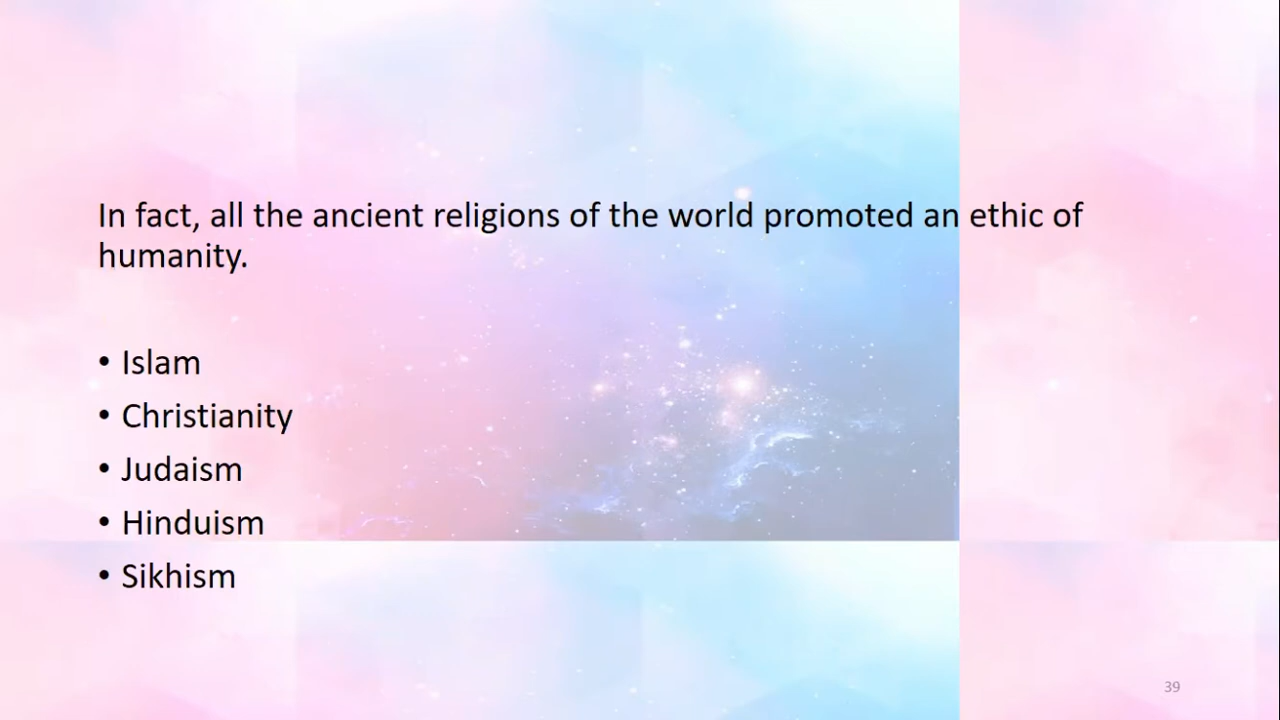 In fact, all the ancient religions of the world promoted an ethic of
humanity.
• Islam
• Christianity
• Judaism
• Hinduism
• Sikhism
39